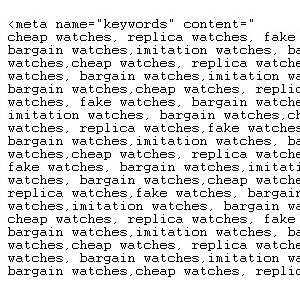 <meta name="keywords" content="
cheap watches, replica watches, fake
bargain watches,imitation watches, ba
watches,cheap watches, replica watche
watches, bargain watches,imitation wa
bargain watches,cheap watches, replic
watches, fake watches, bargain watche
imitation watches, bargain watches,ch
watches, replica watches,fake watches
bargain watches,imitation watches, ba
watches,cheap watches, replica watche
fake watches, bargain watches,imitati
watches, bargain watches,cheap watche
replica watches,fake watches, bargain
watches,imitation watches, bargain wa
cheap watches, replica watches, fake
bargain watches,imitation watches, ba
watches,cheap watches, replica watche
watches, bargain watches,imitation wa
bargain watches,cheap watches, replic